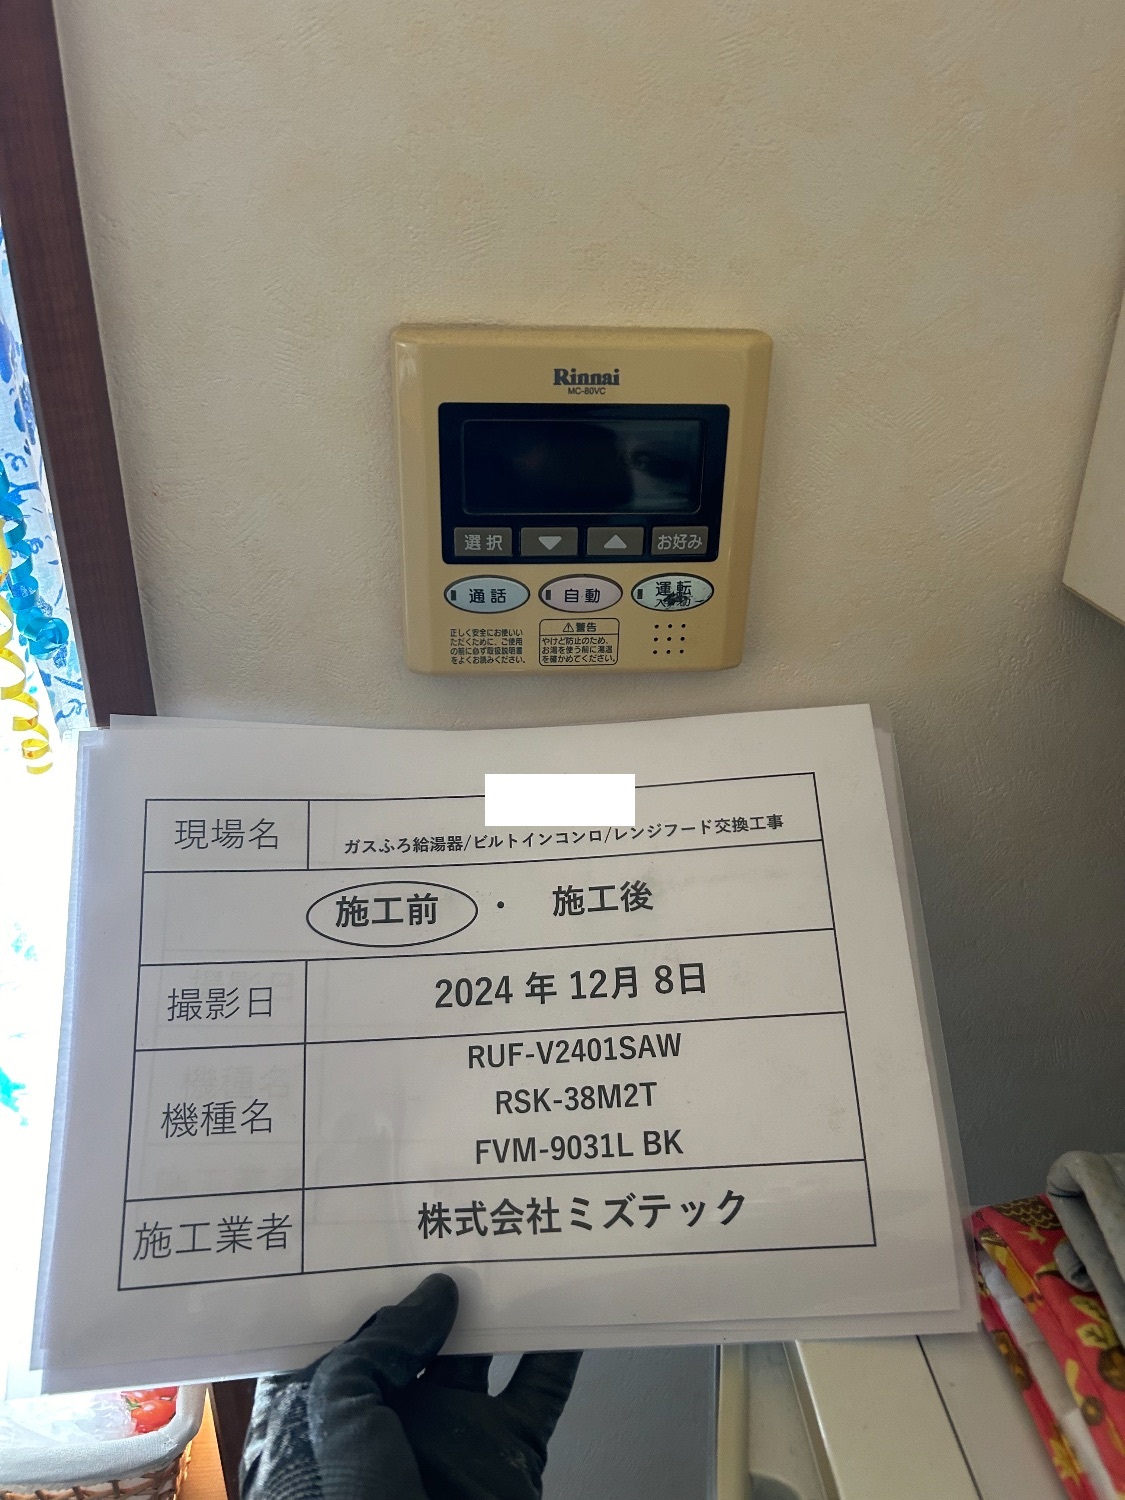 Rinnai
MC-80VC
選択 ▼ ▲ お好み
通話 自動 運転
正しく安全にお使いい
ただくために、ご使用
の前に必ず取扱説明書
をよくお読みください。
⚠警告
やけど防止のため、
お湯を使う前に湯温
を確かめてください。
現場名
ガスふろ給湯器/ビルトインコンロ/レンジフード交換工事
施工前 ・ 施工後
撮影日 2024 年 12月 8日
機種名
RUF-V2401SAW
RSK-38M2T
FVM-9031L BK
施工業者 株式会社ミズテック